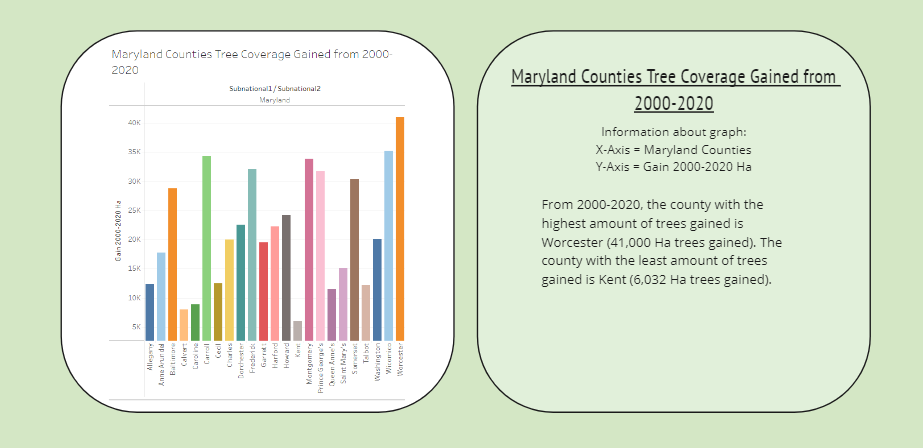 Maryland Counties Tree Coverage Gained from 2000-
2020
Subnational1 / Subnational2
Maryland
40K
35K
30K
25K
20K
15K
10K
5K
Gain 2000-2020 Ha
Allegany
Anne Arundel
Baltimore
Calvert
Caroline
Carroll
Cecil
Charles
Dorchester
Frederick
Garrett
Harford
Howard
Kent
Montgomery
Prince George's
Queen Anne's
Saint Mary's
Somerset
Talbot
Washington
Wicomico
Worcester
Maryland Counties Tree Coverage Gained from
2000-2020
Information about graph:
X-Axis = Maryland Counties
Y-Axis = Gain 2000-2020 Ha
From 2000-2020, the county with the
highest amount of trees gained is
Worcester (41,000 Ha trees gained). The
county with the least amount of trees
gained is Kent (6,032 Ha trees gained).